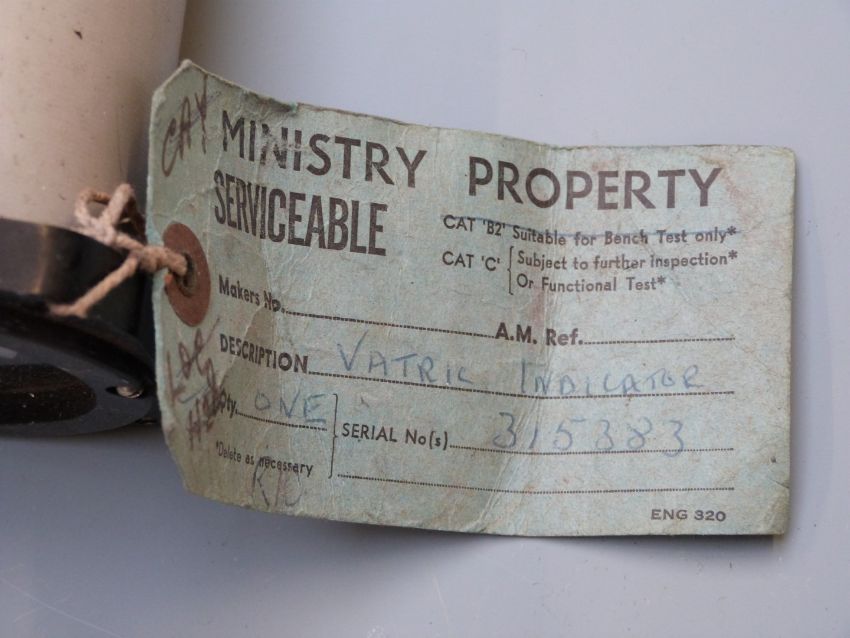 CAY
MINISTRY PROPERTY
SERVICEABLE
CAT 'B2' Suitable for Bench Test only*
CAT 'C' { Subject to further inspection*
Or Functional Test*
Makers No.
A.M. Ref.
DESCRIPTION VATRIC INDICATOR
Qty. ONE
SERIAL No(s) 315383
*Delete as necessary
ENG 320